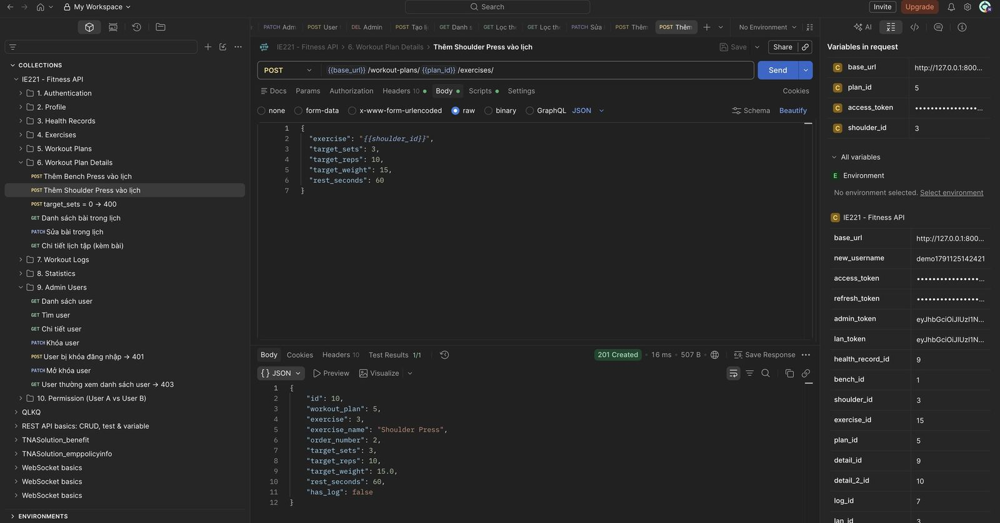 My Workspace
Search
Invite
Upgrade
PATCH Adm
POST User
DEL Admin
POST Tạo lị
GET Danh s
GET Lọc the
GET Lọc the
PATCH Sửa
POST Thêm
POST Thêm
No Environment
AI
COLLECTIONS
IE221 - Fitness API
1. Authentication
2. Profile
3. Health Records
4. Exercises
5. Workout Plans
6. Workout Plan Details
POST Thêm Bench Press vào lịch
POST Thêm Shoulder Press vào lịch
POST target_sets = 0 → 400
GET Danh sách bài trong lịch
PATCH Sửa bài trong lịch
GET Chi tiết lịch tập (kèm bài)
7. Workout Logs
8. Statistics
9. Admin Users
GET Danh sách user
GET Tìm user
GET Chi tiết user
PATCH Khóa user
POST User bị khóa đăng nhập → 401
PATCH Mở khóa user
GET User thường xem danh sách user → 403
10. Permission (User A vs User B)
QLKQ
REST API basics: CRUD, test & variable
TNASolution_benefit
TNASolution_emppolicyinfo
WebSocket basics
WebSocket basics
WebSocket basics
ENVIRONMENTS
HTTP IE221 - Fitness API > 6. Workout Plan Details > Thêm Shoulder Press vào lịch
Save
Share
POST
{{base_url}} /workout-plans/ {{plan_id}} /exercises/
Send
Docs Params Authorization Headers 10 Body Scripts Settings
Cookies
none form-data x-www-form-urlencoded raw binary GraphQL JSON
Schema Beautify
1 {
2 "exercise": "{{shoulder_id}}",
3 "target_sets": 3,
4 "target_reps": 10,
5 "target_weight": 15,
6 "rest_seconds": 60
7 }
Body Cookies Headers 10 Test Results 1/1
201 Created • 16 ms • 507 B
e.g. Save Response
{} JSON Preview Visualize
1 {
2 "id": 10,
3 "workout_plan": 5,
4 "exercise": 3,
5 "exercise_name": "Shoulder Press",
6 "order_number": 2,
7 "target_sets": 3,
8 "target_reps": 10,
9 "target_weight": 15.0,
10 "rest_seconds": 60,
11 "has_log": false
12 }
Variables in request
C base_url http://127.0.0.1:800...
C plan_id 5
C access_token ••••••••••••••••...
C shoulder_id 3
All variables
E Environment
No environment selected. Select environment
C IE221 - Fitness API
base_url http://127.0.0.1:800...
new_username demo1791125142421
access_token ••••••••••••••••...
refresh_token ••••••••••••••••...
admin_token eyJhbGciOiJIUzI1N...
lan_token eyJhbGciOiJIUzI1N...
health_record_id 9
bench_id 1
shoulder_id 3
exercise_id 15
plan_id 5
detail_id 9
detail_2_id 10
log_id 7
lan_id 3